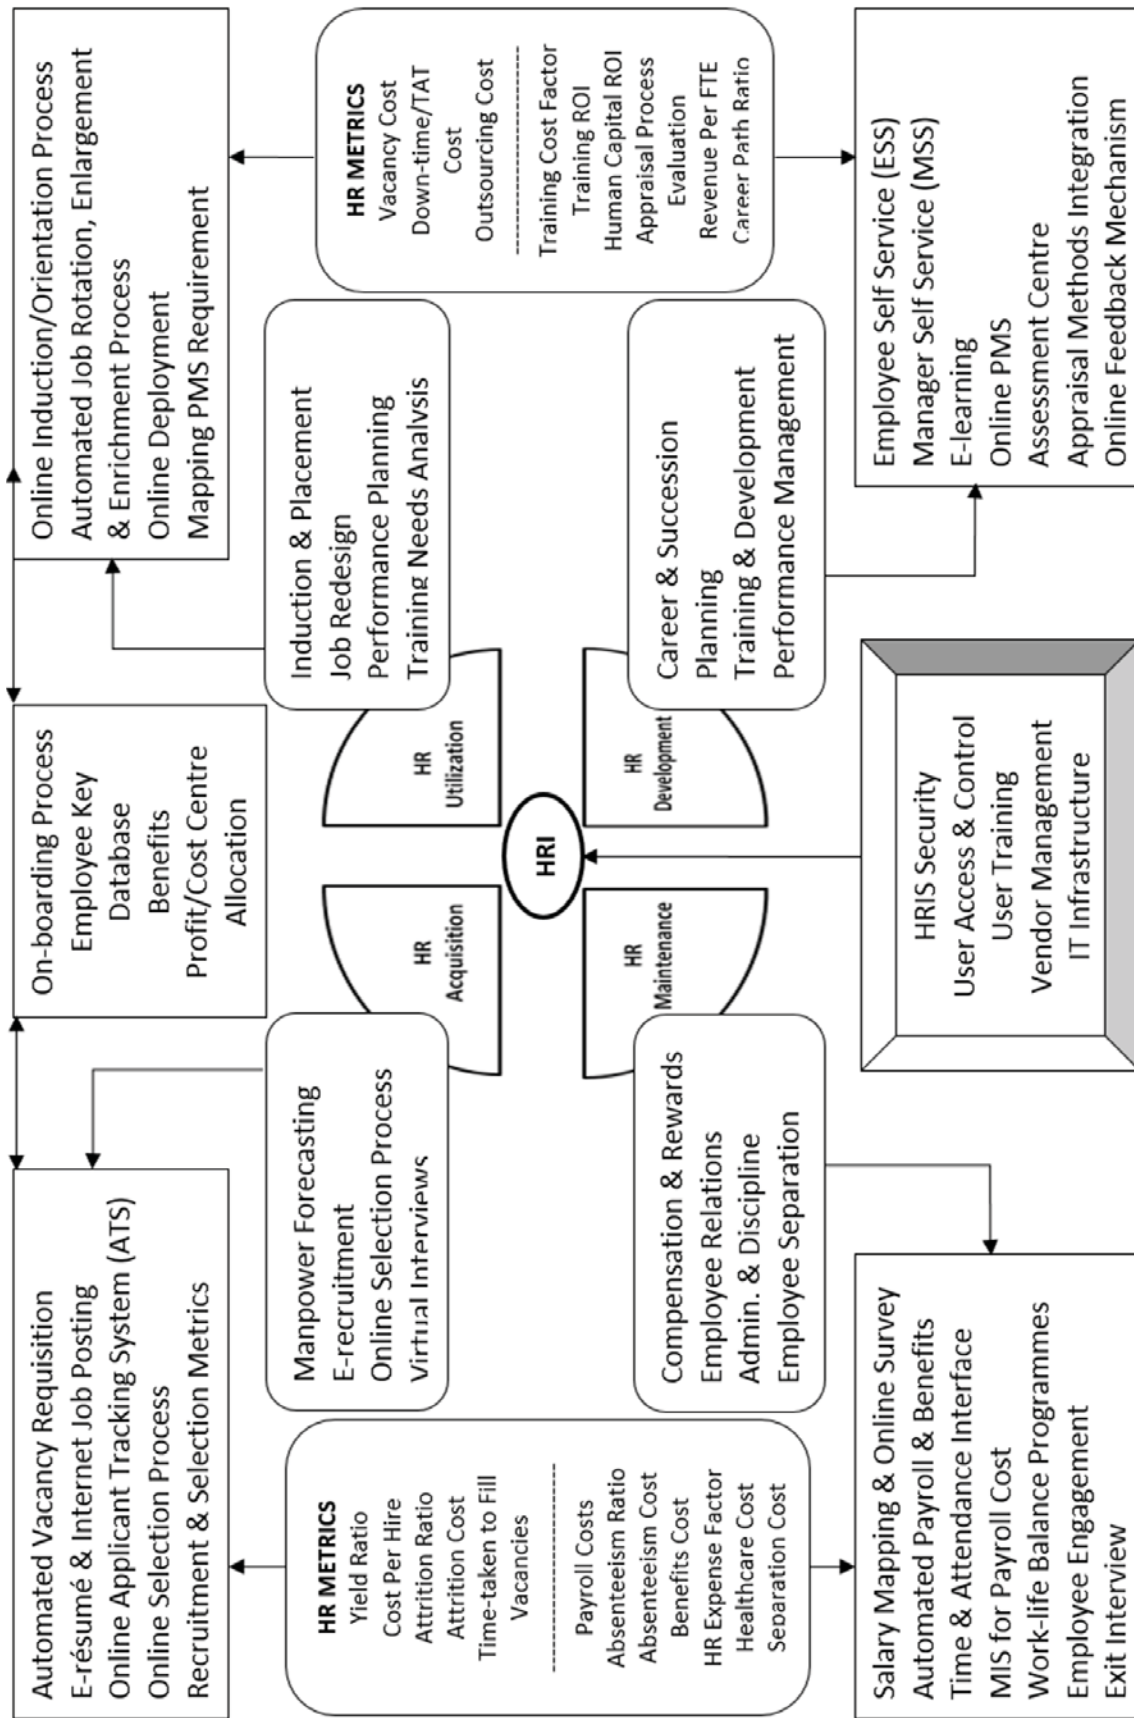 Automated Vacancy Requisition
E-résumé & Internet Job Posting
Online Applicant Tracking System (ATS)
Online Selection Process
Recruitment & Selection Metrics
On-boarding Process
Employee Key
Database
Benefits
Profit/Cost Centre
Allocation
Online Induction/Orientation Process
Automated Job Rotation, Enlargement
& Enrichment Process
Online Deployment
Mapping PMS Requirement
Manpower Forecasting
E-recruitment
Online Selection Process
Virtual Interviews
Induction & Placement
Job Redesign
Performance Planning
Training Needs Analysis
HR METRICS
Yield Ratio
Cost Per Hire
Attrition Ratio
Attrition Cost
Time-taken to Fill
Vacancies
Payroll Costs
Absenteeism Ratio
Absenteeism Cost
Benefits Cost
HR Expense Factor
Healthcare Cost
Separation Cost
HR
Acquisition
HR
Utilization
HRI
HR
Maintenance
HR
Development
HR METRICS
Vacancy Cost
Down-time/TAT
Cost
Outsourcing Cost
Training Cost Factor
Training ROI
Human Capital ROI
Appraisal Process
Evaluation
Revenue Per FTE
Career Path Ratio
Compensation & Rewards
Employee Relations
Admin. & Discipline
Employee Separation
Career & Succession
Planning
Training & Development
Performance Management
Salary Mapping & Online Survey
Automated Payroll & Benefits
Time & Attendance Interface
MIS for Payroll Cost
Work-life Balance Programmes
Employee Engagement
Exit Interview
HRIS Security
User Access & Control
User Training
Vendor Management
IT Infrastructure
Employee Self Service (ESS)
Manager Self Service (MSS)
E-learning
Online PMS
Assessment Centre
Appraisal Methods Integration
Online Feedback Mechanism